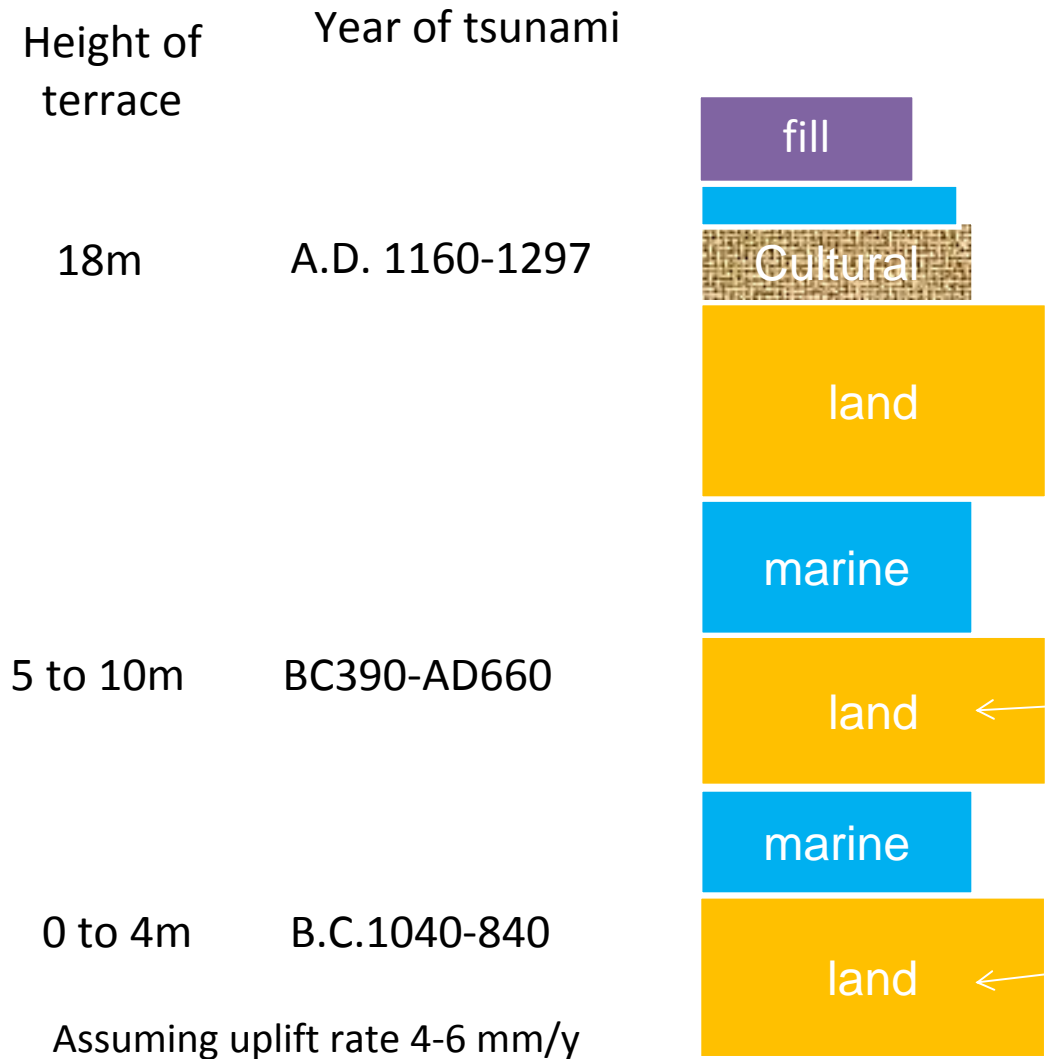 Height of
terrace
Year of tsunami
fill
18m
A.D. 1160-1297
Cultural
land
marine
5 to 10m
BC390-AD660
land
marine
0 to 4m
B.C.1040-840
land
Assuming uplift rate 4-6 mm/y